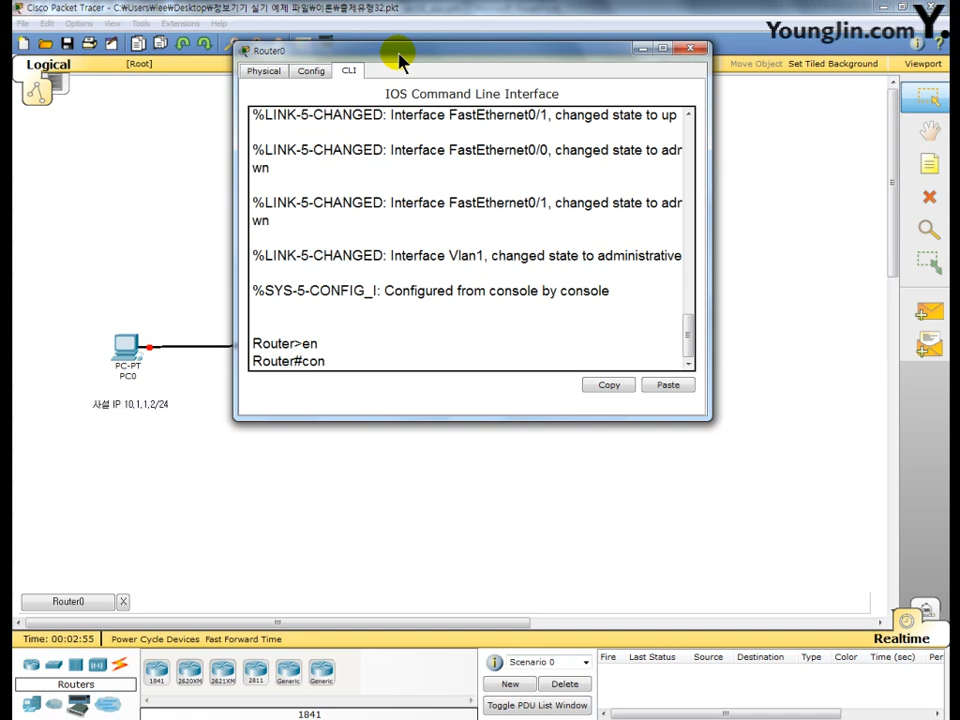 Cisco Packet Tracer - C:₩Users₩lee₩Desktop₩정보기기 실기 예제 파일₩이론₩출제유형32.pkt
File Edit Options View Tools Extensions Help
YoungJin.com Y.
Logical
[Root]
Move Object
Set Tiled Background
Viewport
Router0
Physical
Config
CLI
IOS Command Line Interface
%LINK-5-CHANGED: Interface FastEthernet0/1, changed state to up
%LINK-5-CHANGED: Interface FastEthernet0/0, changed state to adr
wn
%LINK-5-CHANGED: Interface FastEthernet0/1, changed state to adr
wn
%LINK-5-CHANGED: Interface Vlan1, changed state to administrative
%SYS-5-CONFIG_I: Configured from console by console
Router>en
Router#con
Copy
Paste
PC-PT
PC0
사설 IP 10,1,1,2/24
Router0
X
Time: 00:02:55
Power Cycle Devices Fast Forward Time
Realtime
1841
2620XM
2621XM
2811
Generic
Generic
Routers
1841
Scenario 0
New
Delete
Toggle PDU List Window
Fire
Last Status
Source
Destination
Type
Color
Time (sec)
Per